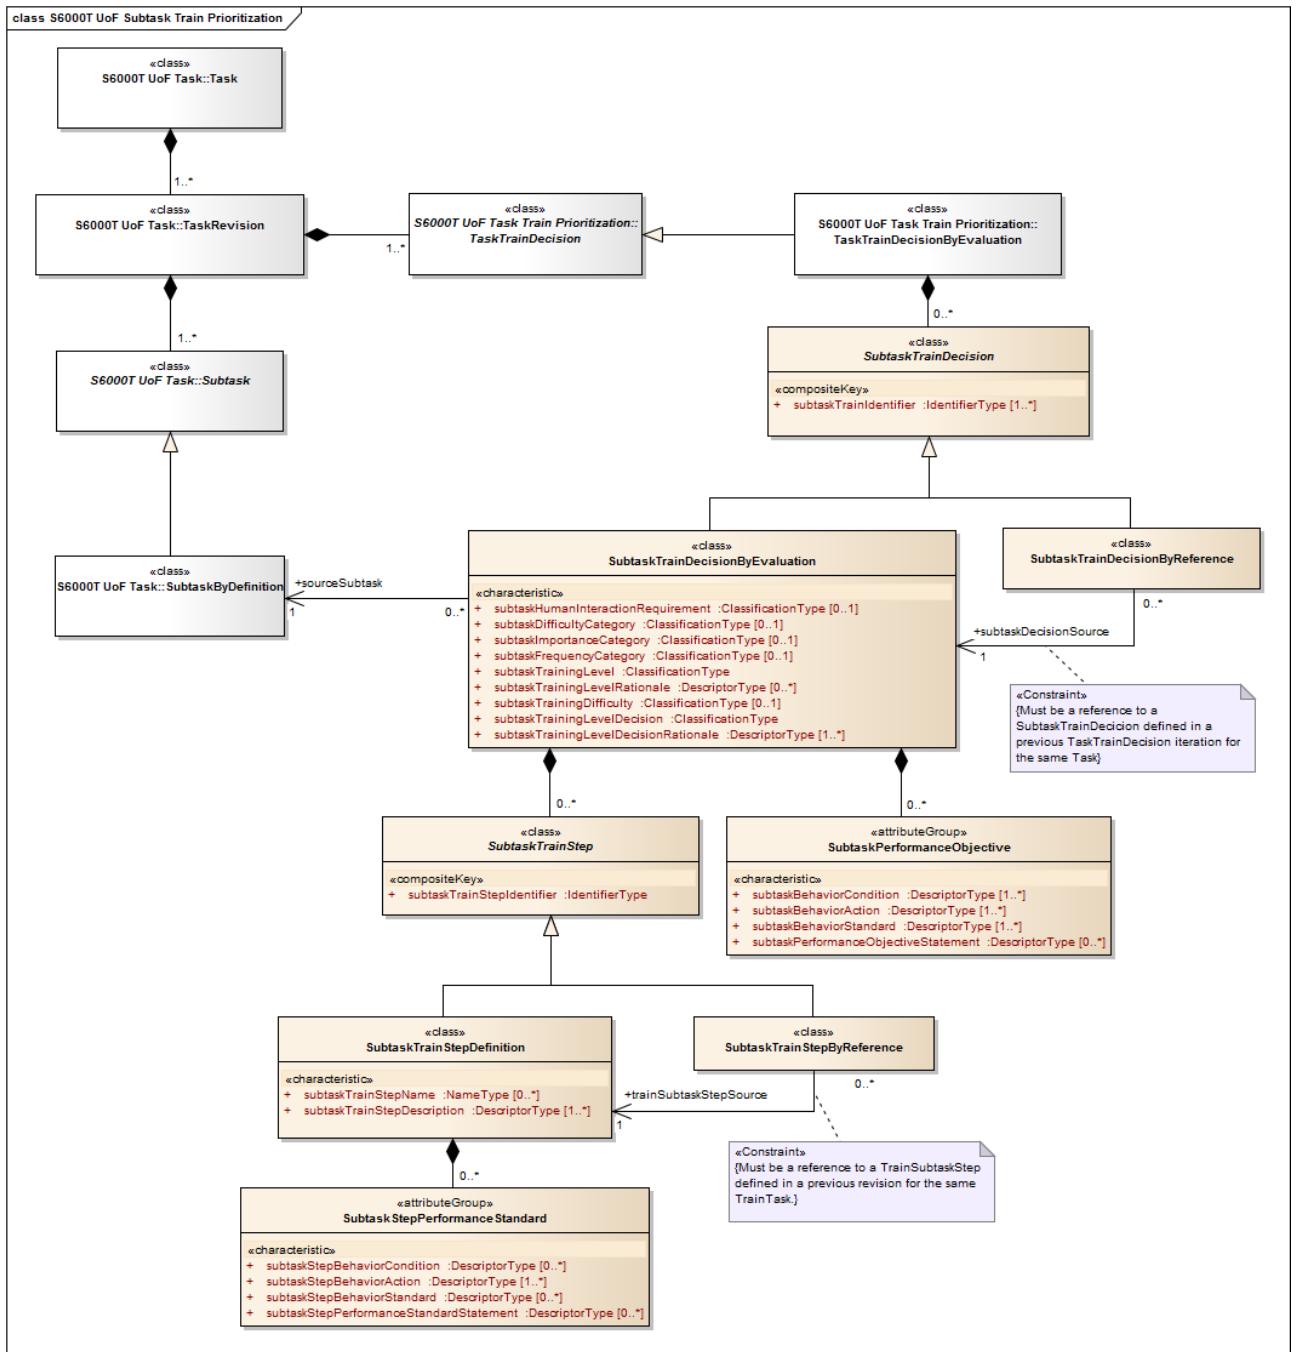 class S6000T UoF Subtask Train Prioritization
«class»
S6000T UoF Task::Task
1..*
«class»
S6000T UoF Task::TaskRevision
1..*
«class»
S6000T UoF Task Train Prioritization::
TaskTrainDecision
«class»
S6000T UoF Task Train Prioritization::
TaskTrainDecisionByEvaluation
0..*
1..*
«class»
S6000T UoF Task::Subtask
«class»
SubtaskTrainDecision
«compositeKey»
+ subtaskTrainIdentifier :IdentifierType [1..*]
«class»
S6000T UoF Task::SubtaskByDefinition
+sourceSubtask
1
0..*
«class»
SubtaskTrainDecisionByEvaluation
«characteristic»
+ subtaskHumanInteractionRequirement :ClassificationType [0..1]
+ subtaskDifficultyCategory :ClassificationType [0..1]
+ subtaskImportanceCategory :ClassificationType [0..1]
+ subtaskFrequencyCategory :ClassificationType [0..1]
+ subtaskTrainingLevel :ClassificationType
+ subtaskTrainingLevelRationale :DescriptorType [0..*]
+ subtaskTrainingDifficulty :ClassificationType [0..1]
+ subtaskTrainingLevelDecision :ClassificationType
+ subtaskTrainingLevelDecisionRationale :DescriptorType [1..*]
«class»
SubtaskTrainDecisionByReference
0..*
+subtaskDecisionSource
1
«Constraint»
{Must be a reference to a
SubtaskTrainDecicion defined in a
previous TaskTrainDecision iteration for
the same Task}
0..*
0..*
«class»
SubtaskTrainStep
«compositeKey»
+ subtaskTrainStepIdentifier :IdentifierType
«attributeGroup»
SubtaskPerformanceObjective
«characteristic»
+ subtaskBehaviorCondition :DescriptorType [1..*]
+ subtaskBehaviorAction :DescriptorType [1..*]
+ subtaskBehaviorStandard :DescriptorType [1..*]
+ subtaskPerformanceObjectiveStatement :DescriptorType [0..*]
«class»
SubtaskTrainStepDefinition
«characteristic»
+ subtaskTrainStepName :NameType [0..*]
+ subtaskTrainStepDescription :DescriptorType [1..*]
«class»
SubtaskTrainStepByReference
0..*
+trainSubtaskStepSource
1
«Constraint»
{Must be a reference to a TrainSubtaskStep
defined in a previous revision for the same
TrainTask.}
0..*
«attributeGroup»
SubtaskStepPerformanceStandard
«characteristic»
+ subtaskStepBehaviorCondition :DescriptorType [0..*]
+ subtaskStepBehaviorAction :DescriptorType [1..*]
+ subtaskStepBehaviorStandard :DescriptorType [0..*]
+ subtaskStepPerformanceStandardStatement :DescriptorType [0..*]